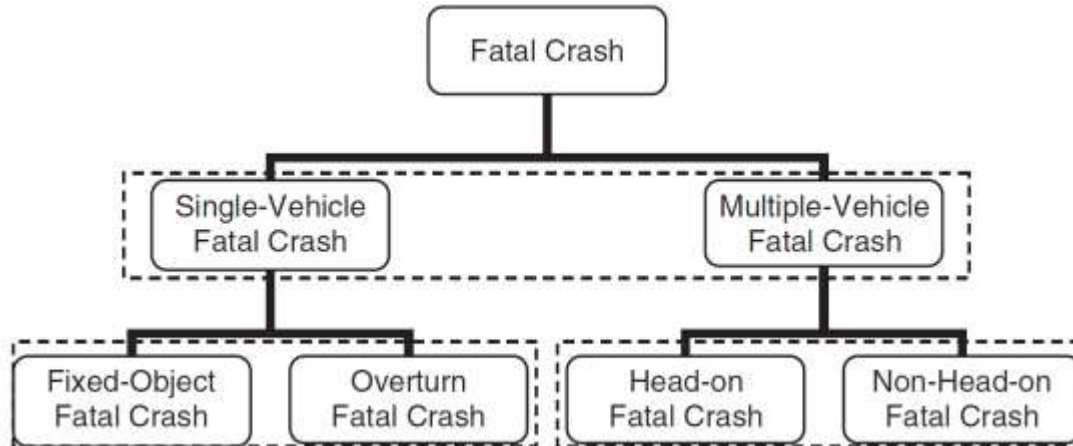 Fatal Crash
Single-Vehicle
Fatal Crash
Multiple-Vehicle
Fatal Crash
Fixed-Object
Fatal Crash
Overturn
Fatal Crash
Head-on
Fatal Crash
Non-Head-on
Fatal Crash